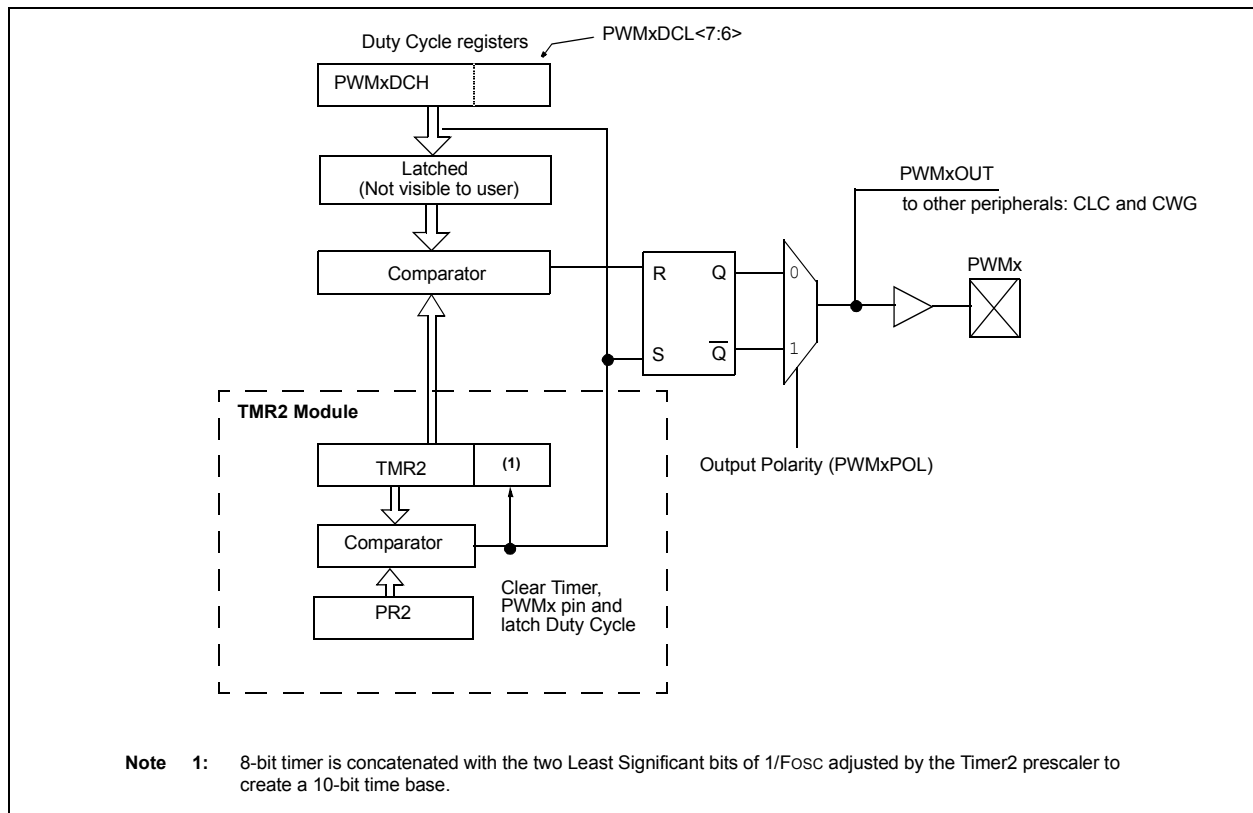 Duty Cycle registers
PWMxDCL<7:6>
PWMxDCH
Latched
(Not visible to user)
Comparator
R
Q
S
Q̅
0
1
PWMxOUT
to other peripherals: CLC and CWG
PWMx
Output Polarity (PWMxPOL)
TMR2 Module
TMR2
(1)
Comparator
PR2
Clear Timer,
PWMx pin and
latch Duty Cycle
Note 1: 8-bit timer is concatenated with the two Least Significant bits of 1/FOSC adjusted by the Timer2 prescaler to
create a 10-bit time base.